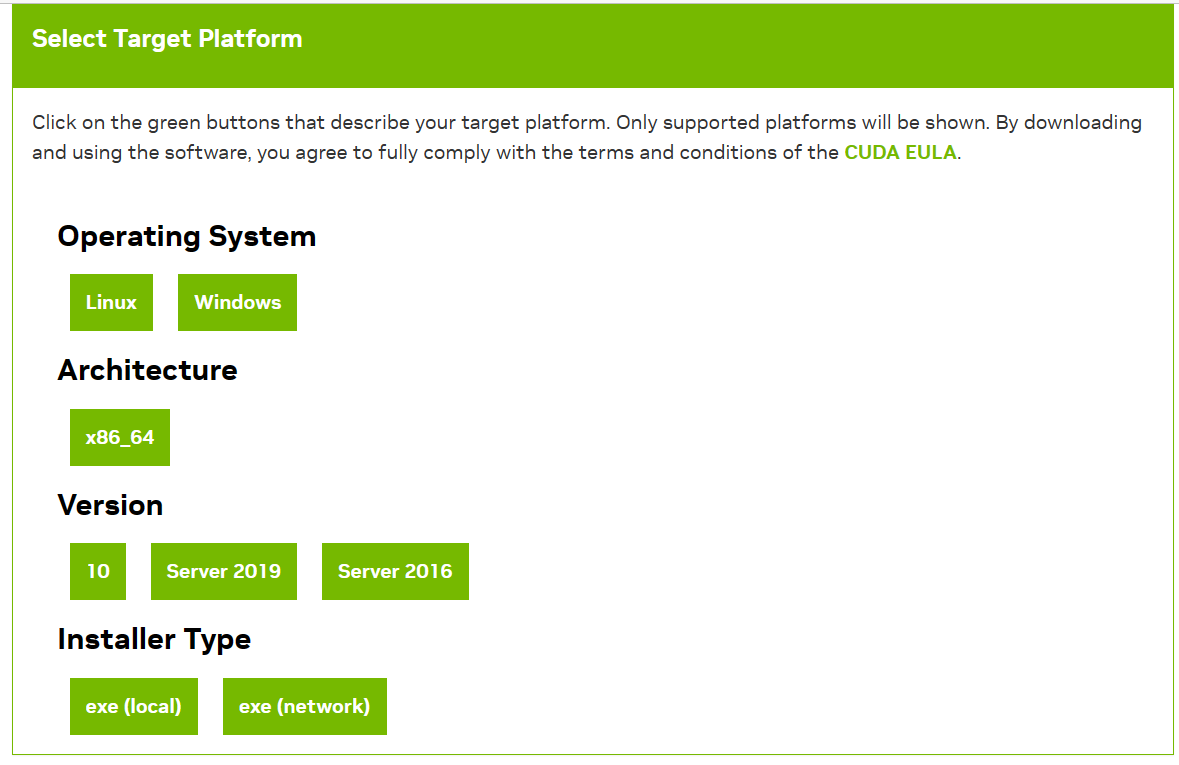 Select Target Platform
Click on the green buttons that describe your target platform. Only supported platforms will be shown. By downloading
and using the software, you agree to fully comply with the terms and conditions of the CUDA EULA.
Operating System
Linux Windows
Architecture
x86_64
Version
10 Server 2019 Server 2016
Installer Type
exe (local) exe (network)